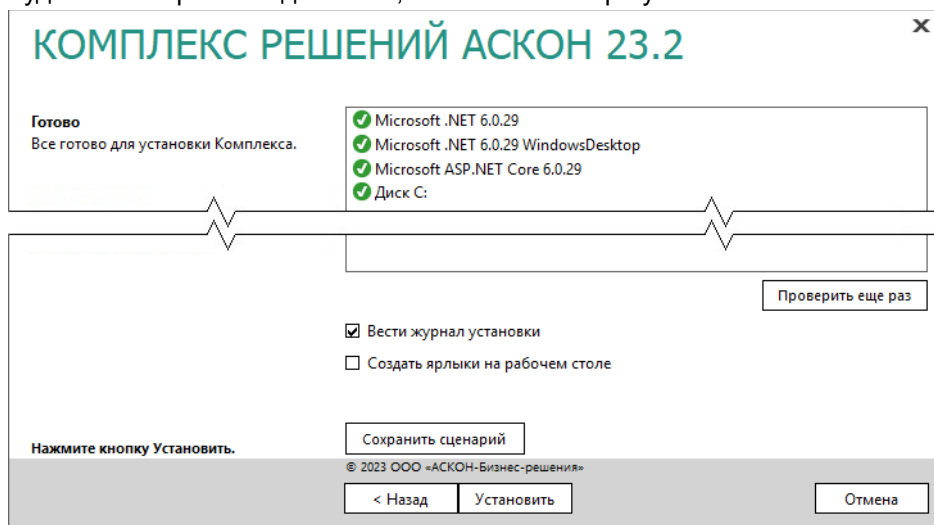 КОМПЛЕКС РЕШЕНИЙ АСКОН 23.2
Готово
Все готово для установки Комплекса.
Microsoft .NET 6.0.29
Microsoft .NET 6.0.29 WindowsDesktop
Microsoft ASP.NET Core 6.0.29
Диск C:
Проверить еще раз
Вести журнал установки
Создать ярлыки на рабочем столе
Нажмите кнопку Установить.
Сохранить сценарий
© 2023 ООО «АСКОН-Бизнес-решения»
< Назад
Установить
Отмена